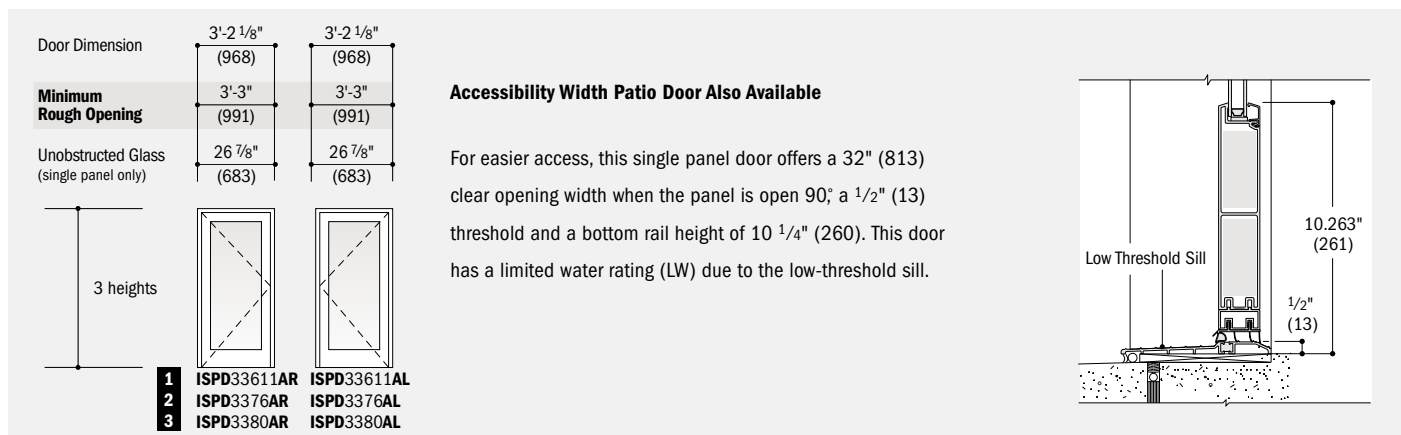 Door Dimension
3'-2 1/8"
(968)
3'-2 1/8"
(968)
Minimum
Rough Opening
3'-3"
(991)
3'-3"
(991)
Unobstructed Glass
(single panel only)
26 7/8"
(683)
26 7/8"
(683)
3 heights
1 ISPD33611AR ISPD33611AL
2 ISPD3376AR ISPD3376AL
3 ISPD3380AR ISPD3380AL
Accessibility Width Patio Door Also Available
For easier access, this single panel door offers a 32" (813)
clear opening width when the panel is open 90°, a 1/2" (13)
threshold and a bottom rail height of 10 1/4" (260). This door
has a limited water rating (LW) due to the low-threshold sill.
Low Threshold Sill
10.263"
(261)
1/2"
(13)